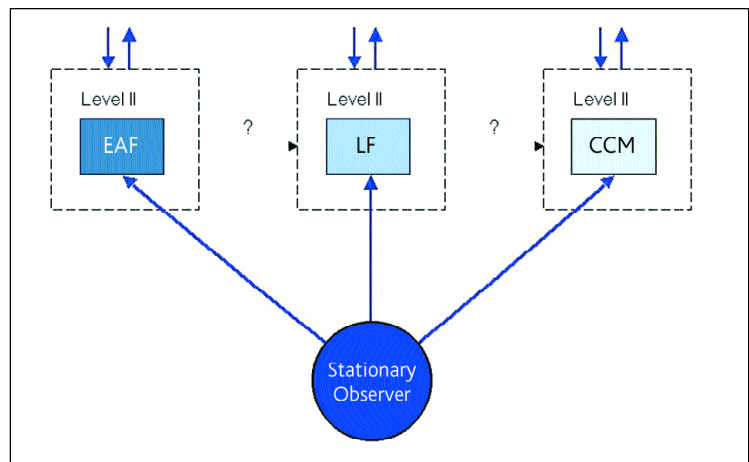 Level II
EAF
?
Level II
LF
?
Level II
CCM
Stationary
Observer